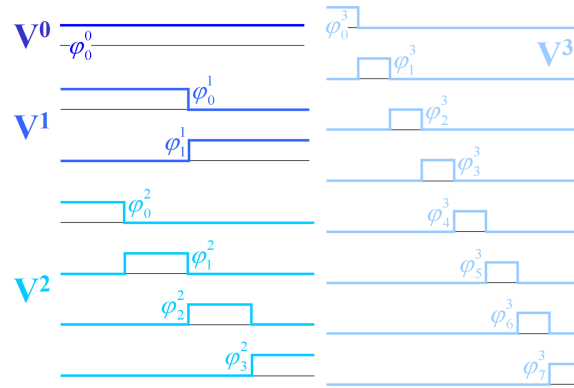 V⁰
φ₀⁰
V¹
φ₀¹
φ₁¹
V²
φ₀²
φ₁²
φ₂²
φ₃²
V³
φ₀³
φ₁³
φ₂³
φ₃³
φ₄³
φ₅³
φ₆³
φ₇³